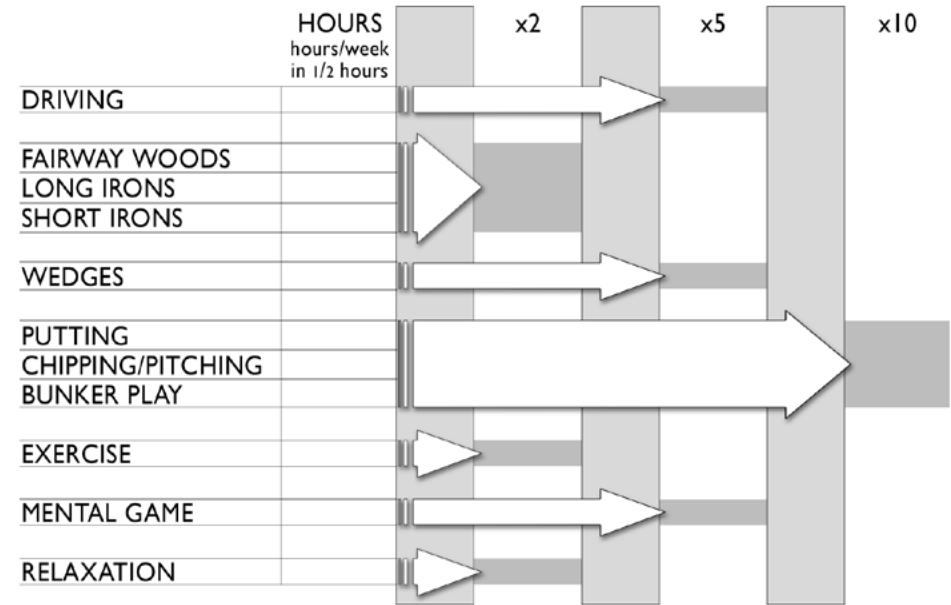 HOURS x2 x5 x10
hours/week
in 1/2 hours
DRIVING
FAIRWAY WOODS
LONG IRONS
SHORT IRONS
WEDGES
PUTTING
CHIPPING/PITCHING
BUNKER PLAY
EXERCISE
MENTAL GAME
RELAXATION